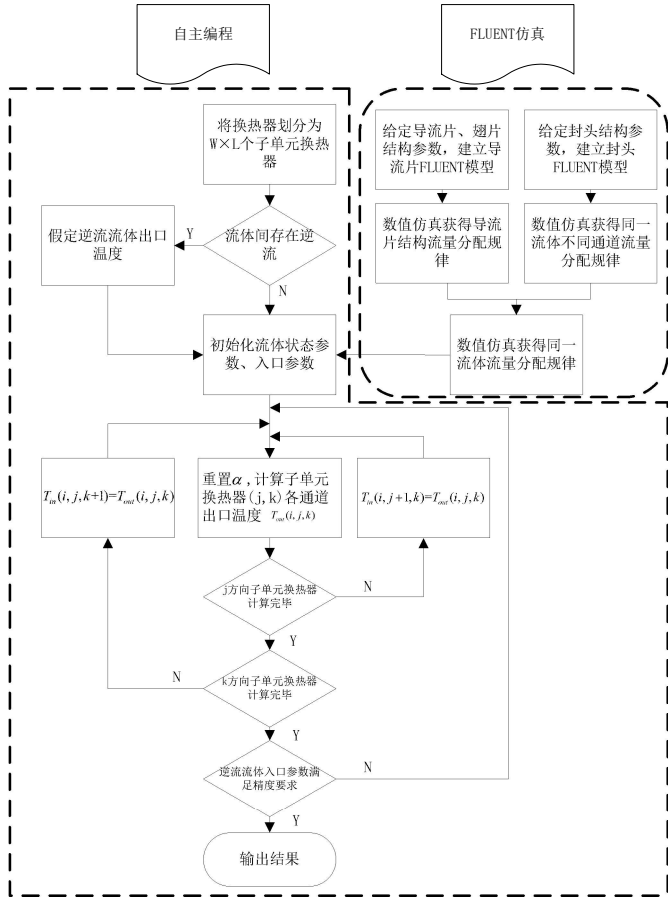 自主编程
FLUENT仿真
将换热器划分为
W×L个子单元换热
器
给定导流片、翅片
结构参数，建立导
流片FLUENT模型
给定封头结构参
数，建立封头
FLUENT模型
假定逆流流体出口
温度
Y
流体间存在逆
流
N
数值仿真获得导流
片结构流量分配规
律
数值仿真获得同一
流体不同通道流量
分配规律
初始化流体状态参
数、入口参数
数值仿真获得同一
流体流量分配规律
T_in(i,j,k+1)=T_out(i,j,k)
重置α,计算子单元
换热器(j,k)各通道
出口温度 T_out(i,j,k)
T_in(i,j+1,k)=T_out(i,j,k)
j方向子单元换热器
计算完毕
N
Y
k方向子单元换热器
计算完毕
N
Y
逆流流体入口参数满
足精度要求
N
Y
输出结果